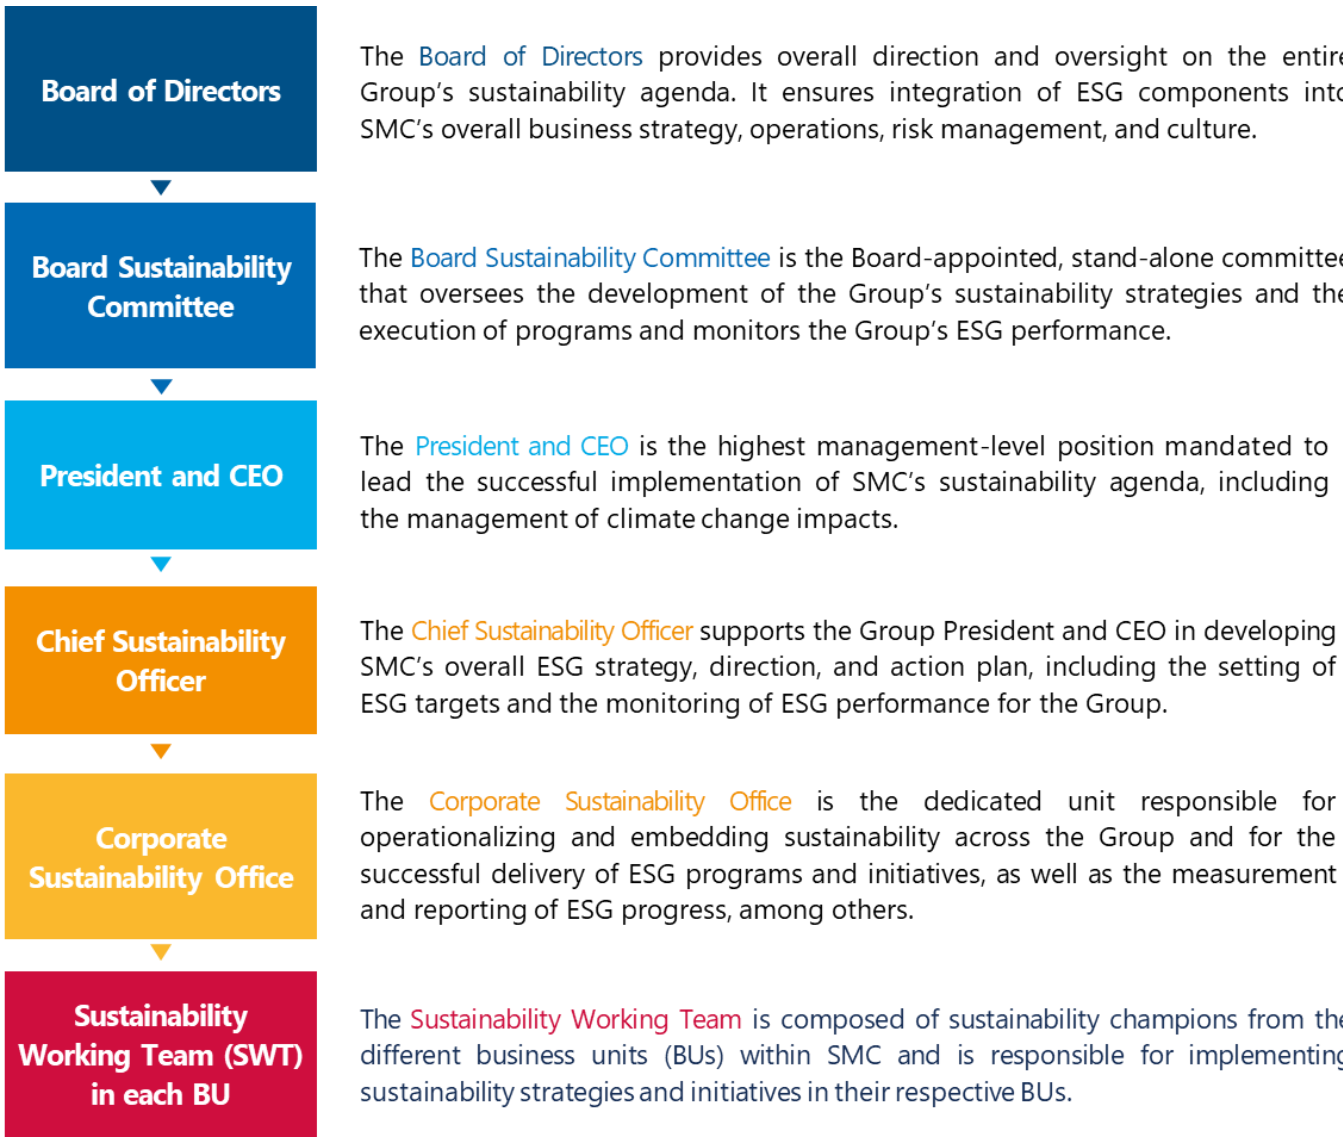 Board of Directors
The Board of Directors provides overall direction and oversight on the entire
Group's sustainability agenda. It ensures integration of ESG components into
SMC's overall business strategy, operations, risk management, and culture.
Board Sustainability
Committee
The Board Sustainability Committee is the Board-appointed, stand-alone committee
that oversees the development of the Group's sustainability strategies and the
execution of programs and monitors the Group's ESG performance.
President and CEO
The President and CEO is the highest management-level position mandated to
lead the successful implementation of SMC's sustainability agenda, including
the management of climate change impacts.
Chief Sustainability
Officer
The Chief Sustainability Officer supports the Group President and CEO in developing
SMC's overall ESG strategy, direction, and action plan, including the setting of
ESG targets and the monitoring of ESG performance for the Group.
Corporate
Sustainability Office
The Corporate Sustainability Office is the dedicated unit responsible for
operationalizing and embedding sustainability across the Group and for the
successful delivery of ESG programs and initiatives, as well as the measurement
and reporting of ESG progress, among others.
Sustainability
Working Team (SWT)
in each BU
The Sustainability Working Team is composed of sustainability champions from the
different business units (BUs) within SMC and is responsible for implementing
sustainability strategies and initiatives in their respective BUs.